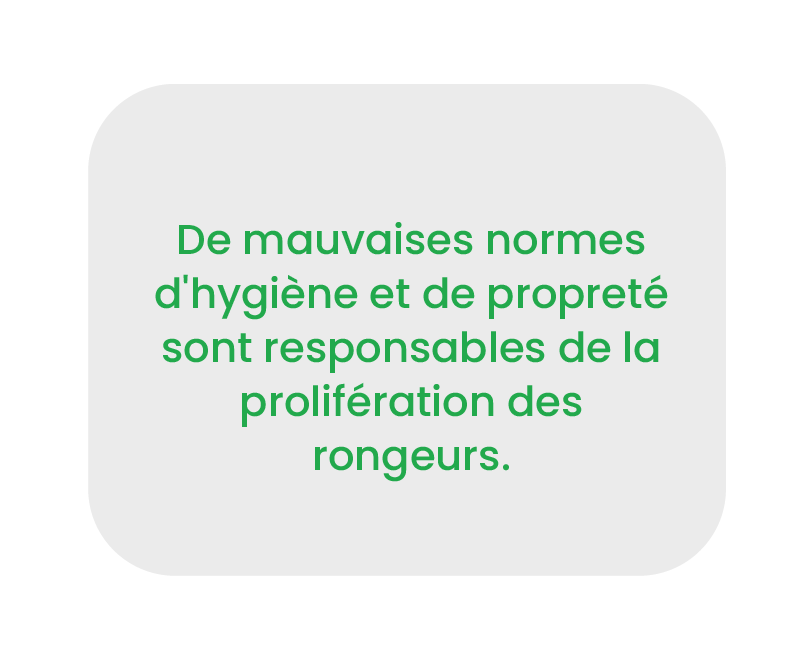 De mauvaises normes
d'hygiène et de propreté
sont responsables de la
prolifération des
rongeurs.